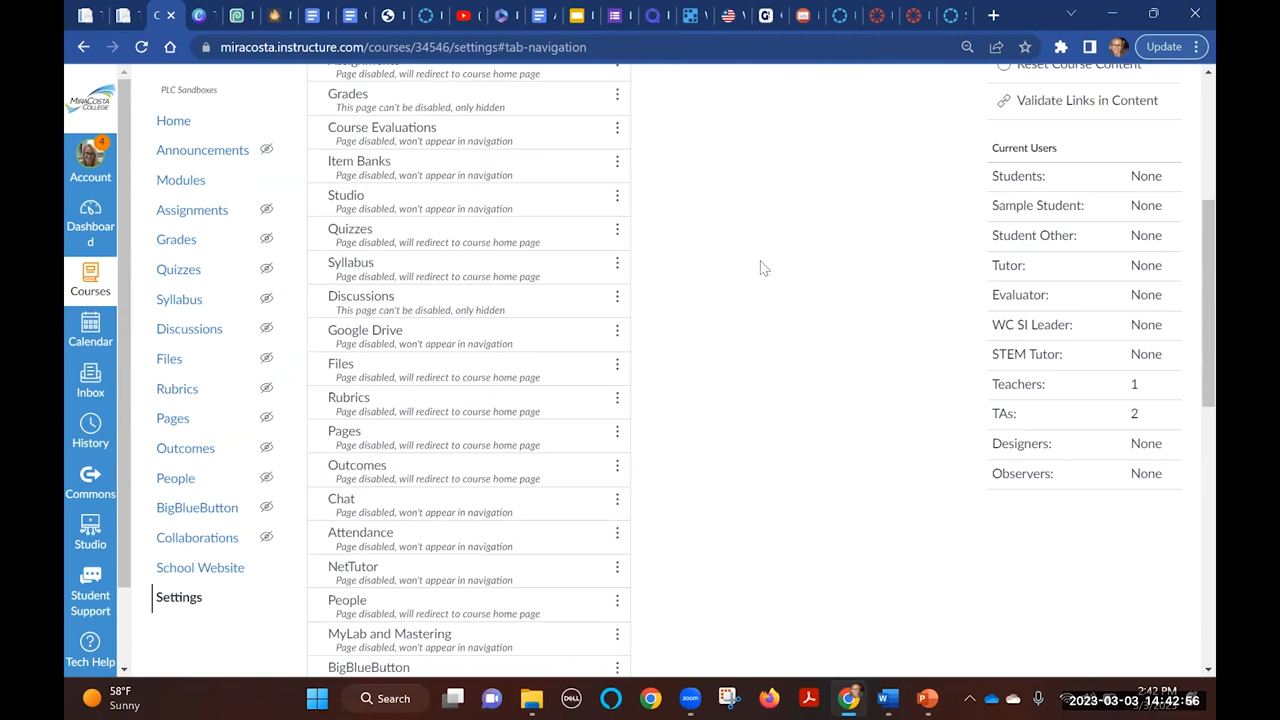 miracosta.instructure.com/courses/34546/settings#tab-navigation
Update
MIRACOSTA
COLLEGE
4
Account
Dashboar
d
Courses
Calendar
Inbox
History
Commons
Studio
Student
Support
Tech Help
PLC Sandboxes
Home
Announcements
Modules
Assignments
Grades
Quizzes
Syllabus
Discussions
Files
Rubrics
Pages
Outcomes
People
BigBlueButton
Collaborations
School Website
Settings
Assignments
Page disabled, will redirect to course home page
Grades
This page can't be disabled, only hidden
Course Evaluations
Page disabled, won't appear in navigation
Item Banks
Page disabled, won't appear in navigation
Studio
Page disabled, won't appear in navigation
Quizzes
Page disabled, will redirect to course home page
Syllabus
Page disabled, will redirect to course home page
Discussions
This page can't be disabled, only hidden
Google Drive
Page disabled, won't appear in navigation
Files
Page disabled, will redirect to course home page
Rubrics
Page disabled, will redirect to course home page
Pages
Page disabled, will redirect to course home page
Outcomes
Page disabled, will redirect to course home page
Chat
Page disabled, won't appear in navigation
Attendance
Page disabled, won't appear in navigation
NetTutor
Page disabled, won't appear in navigation
People
Page disabled, will redirect to course home page
MyLab and Mastering
Page disabled, won't appear in navigation
BigBlueButton
Reset Course Content
Validate Links in Content
Current Users
Students: None
Sample Student: None
Student Other: None
Tutor: None
Evaluator: None
WC SI Leader: None
STEM Tutor: None
Teachers: 1
TAs: 2
Designers: None
Observers: None
58°F
Sunny
Search
DELL
zoom
2:42 PM
2023-03-03 14:42:56